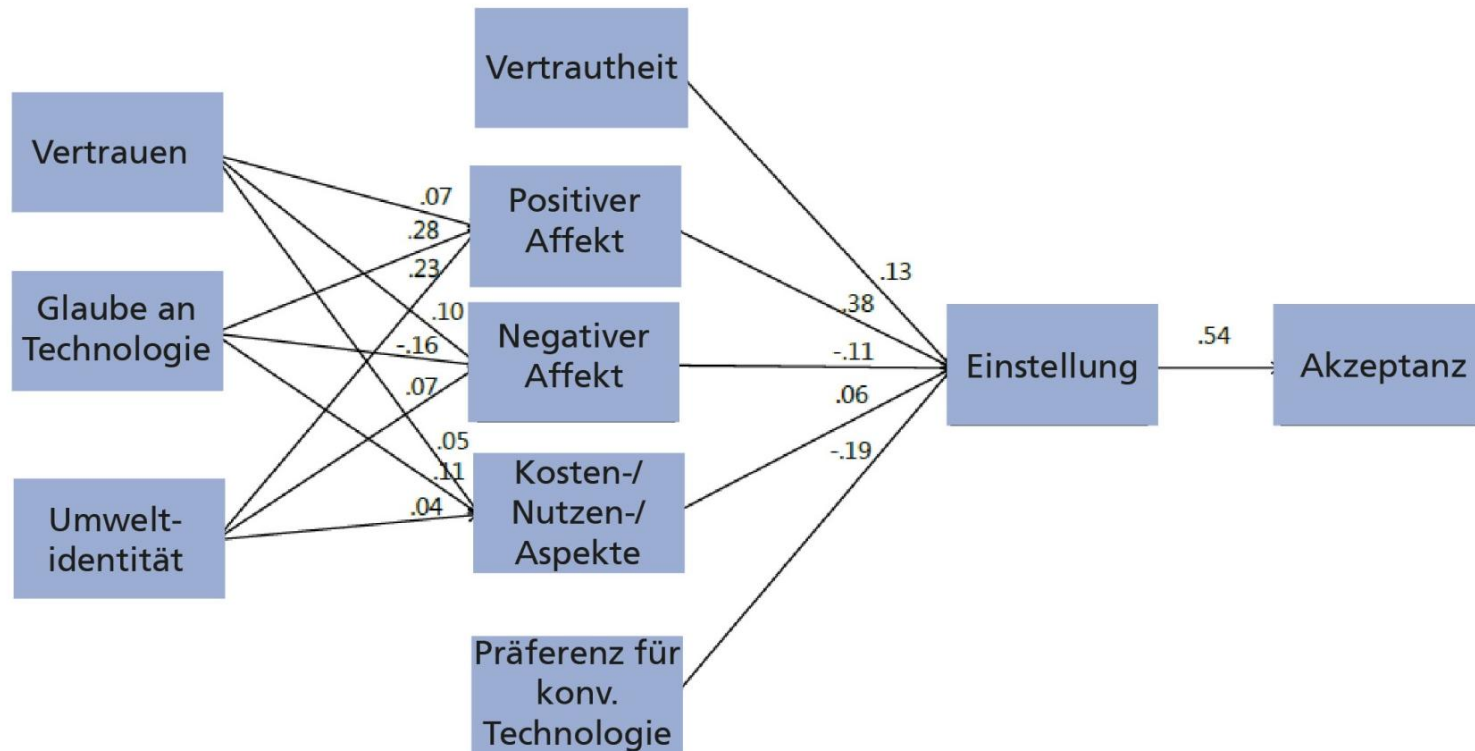 Vertrautheit
Vertrauen
Positiver
Affekt
Glaube an
Technologie
Negativer
Affekt
Umwelt-
identität
Kosten-/
Nutzen-/
Aspekte
Präferenz für
konv.
Technologie
Einstellung
Akzeptanz
.07
.28
.23
.10
-.16
.07
.05
.11
.04
.13
.38
-.11
.06
-.19
.54